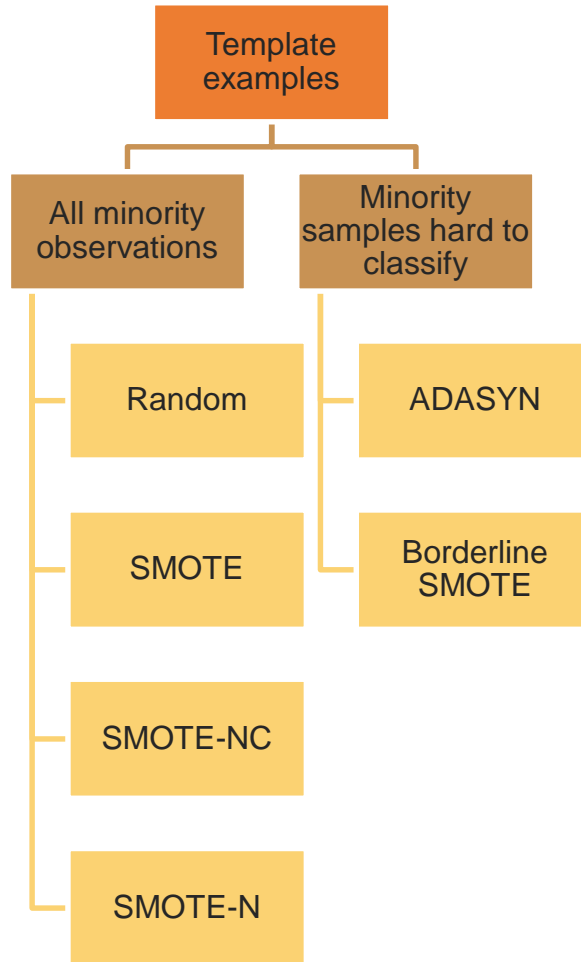 Template
examples
All minority
observations
Minority
samples hard to
classify
Random
ADASYN
SMOTE
Borderline
SMOTE
SMOTE-NC
SMOTE-N